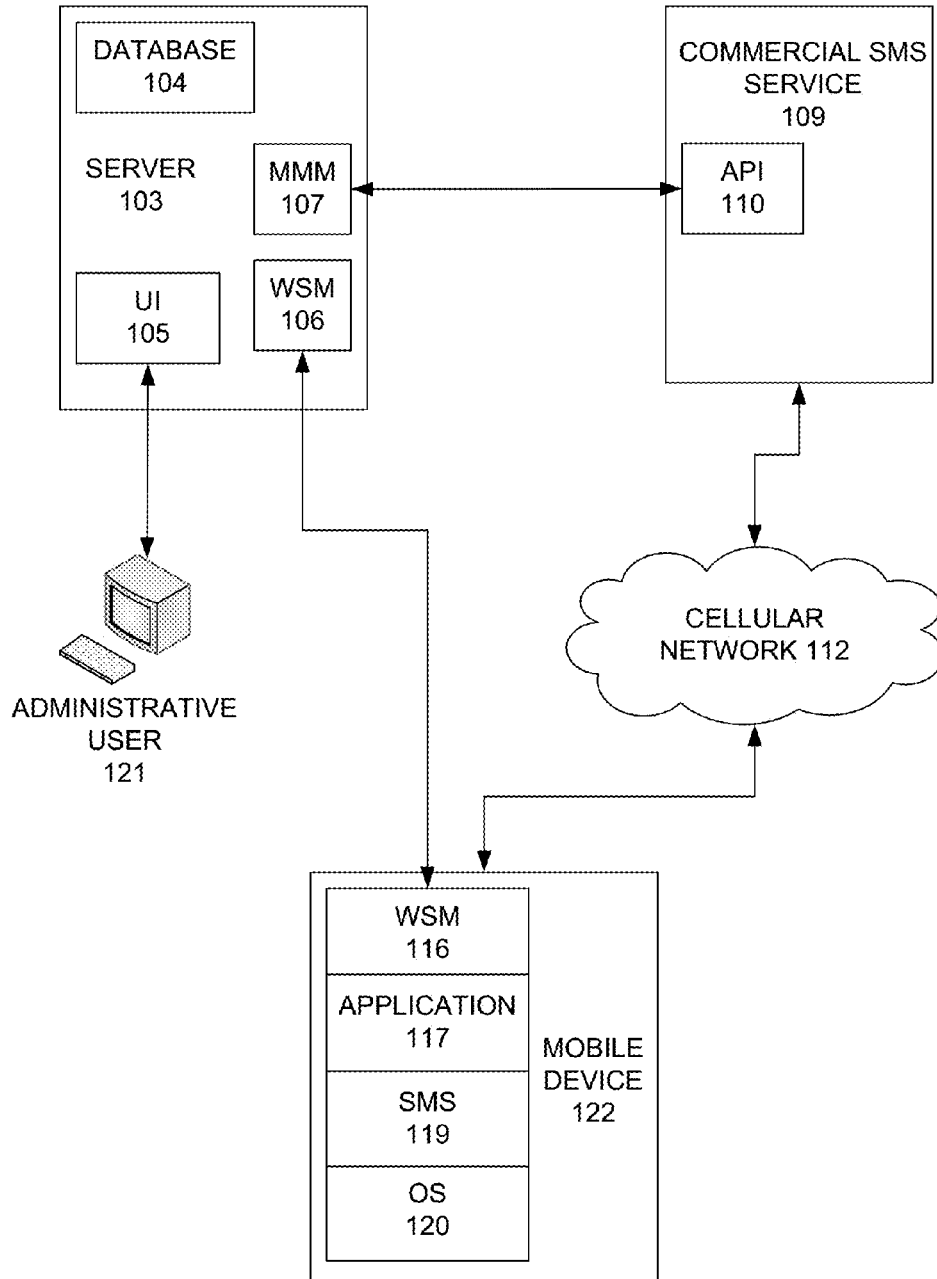 DATABASE
104
SERVER
103
MMM
107
UI
105
WSM
106
COMMERCIAL SMS
SERVICE
109
API
110
ADMINISTRATIVE
USER
121
CELLULAR
NETWORK 112
WSM
116
APPLICATION
117
SMS
119
OS
120
MOBILE
DEVICE
122